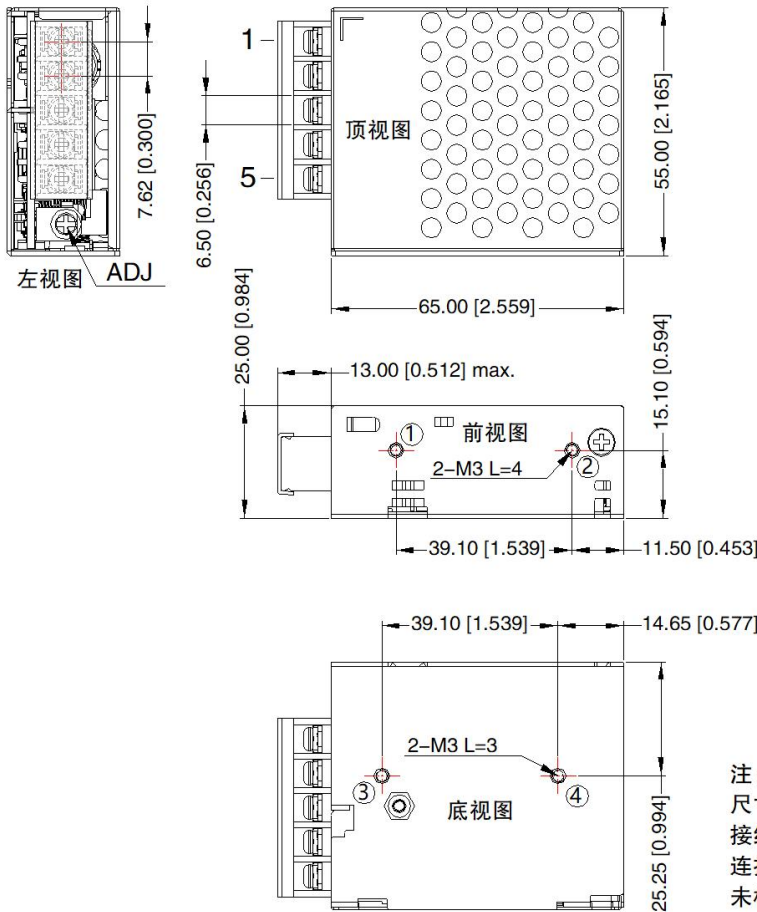 1
顶视图
5
7.62 [0.300]
6.50 [0.256]
55.00 [2.165]
左视图
ADJ
65.00 [2.559]
25.00 [0.984]
13.00 [0.512] max.
15.10 [0.594]
①
前视图
2-M3 L=4
②
39.10 [1.539]
11.50 [0.453]
39.10 [1.539]
14.65 [0.577]
2-M3 L=3
③
④
底视图
25.25 [0.994]
注
尺
接
连
未